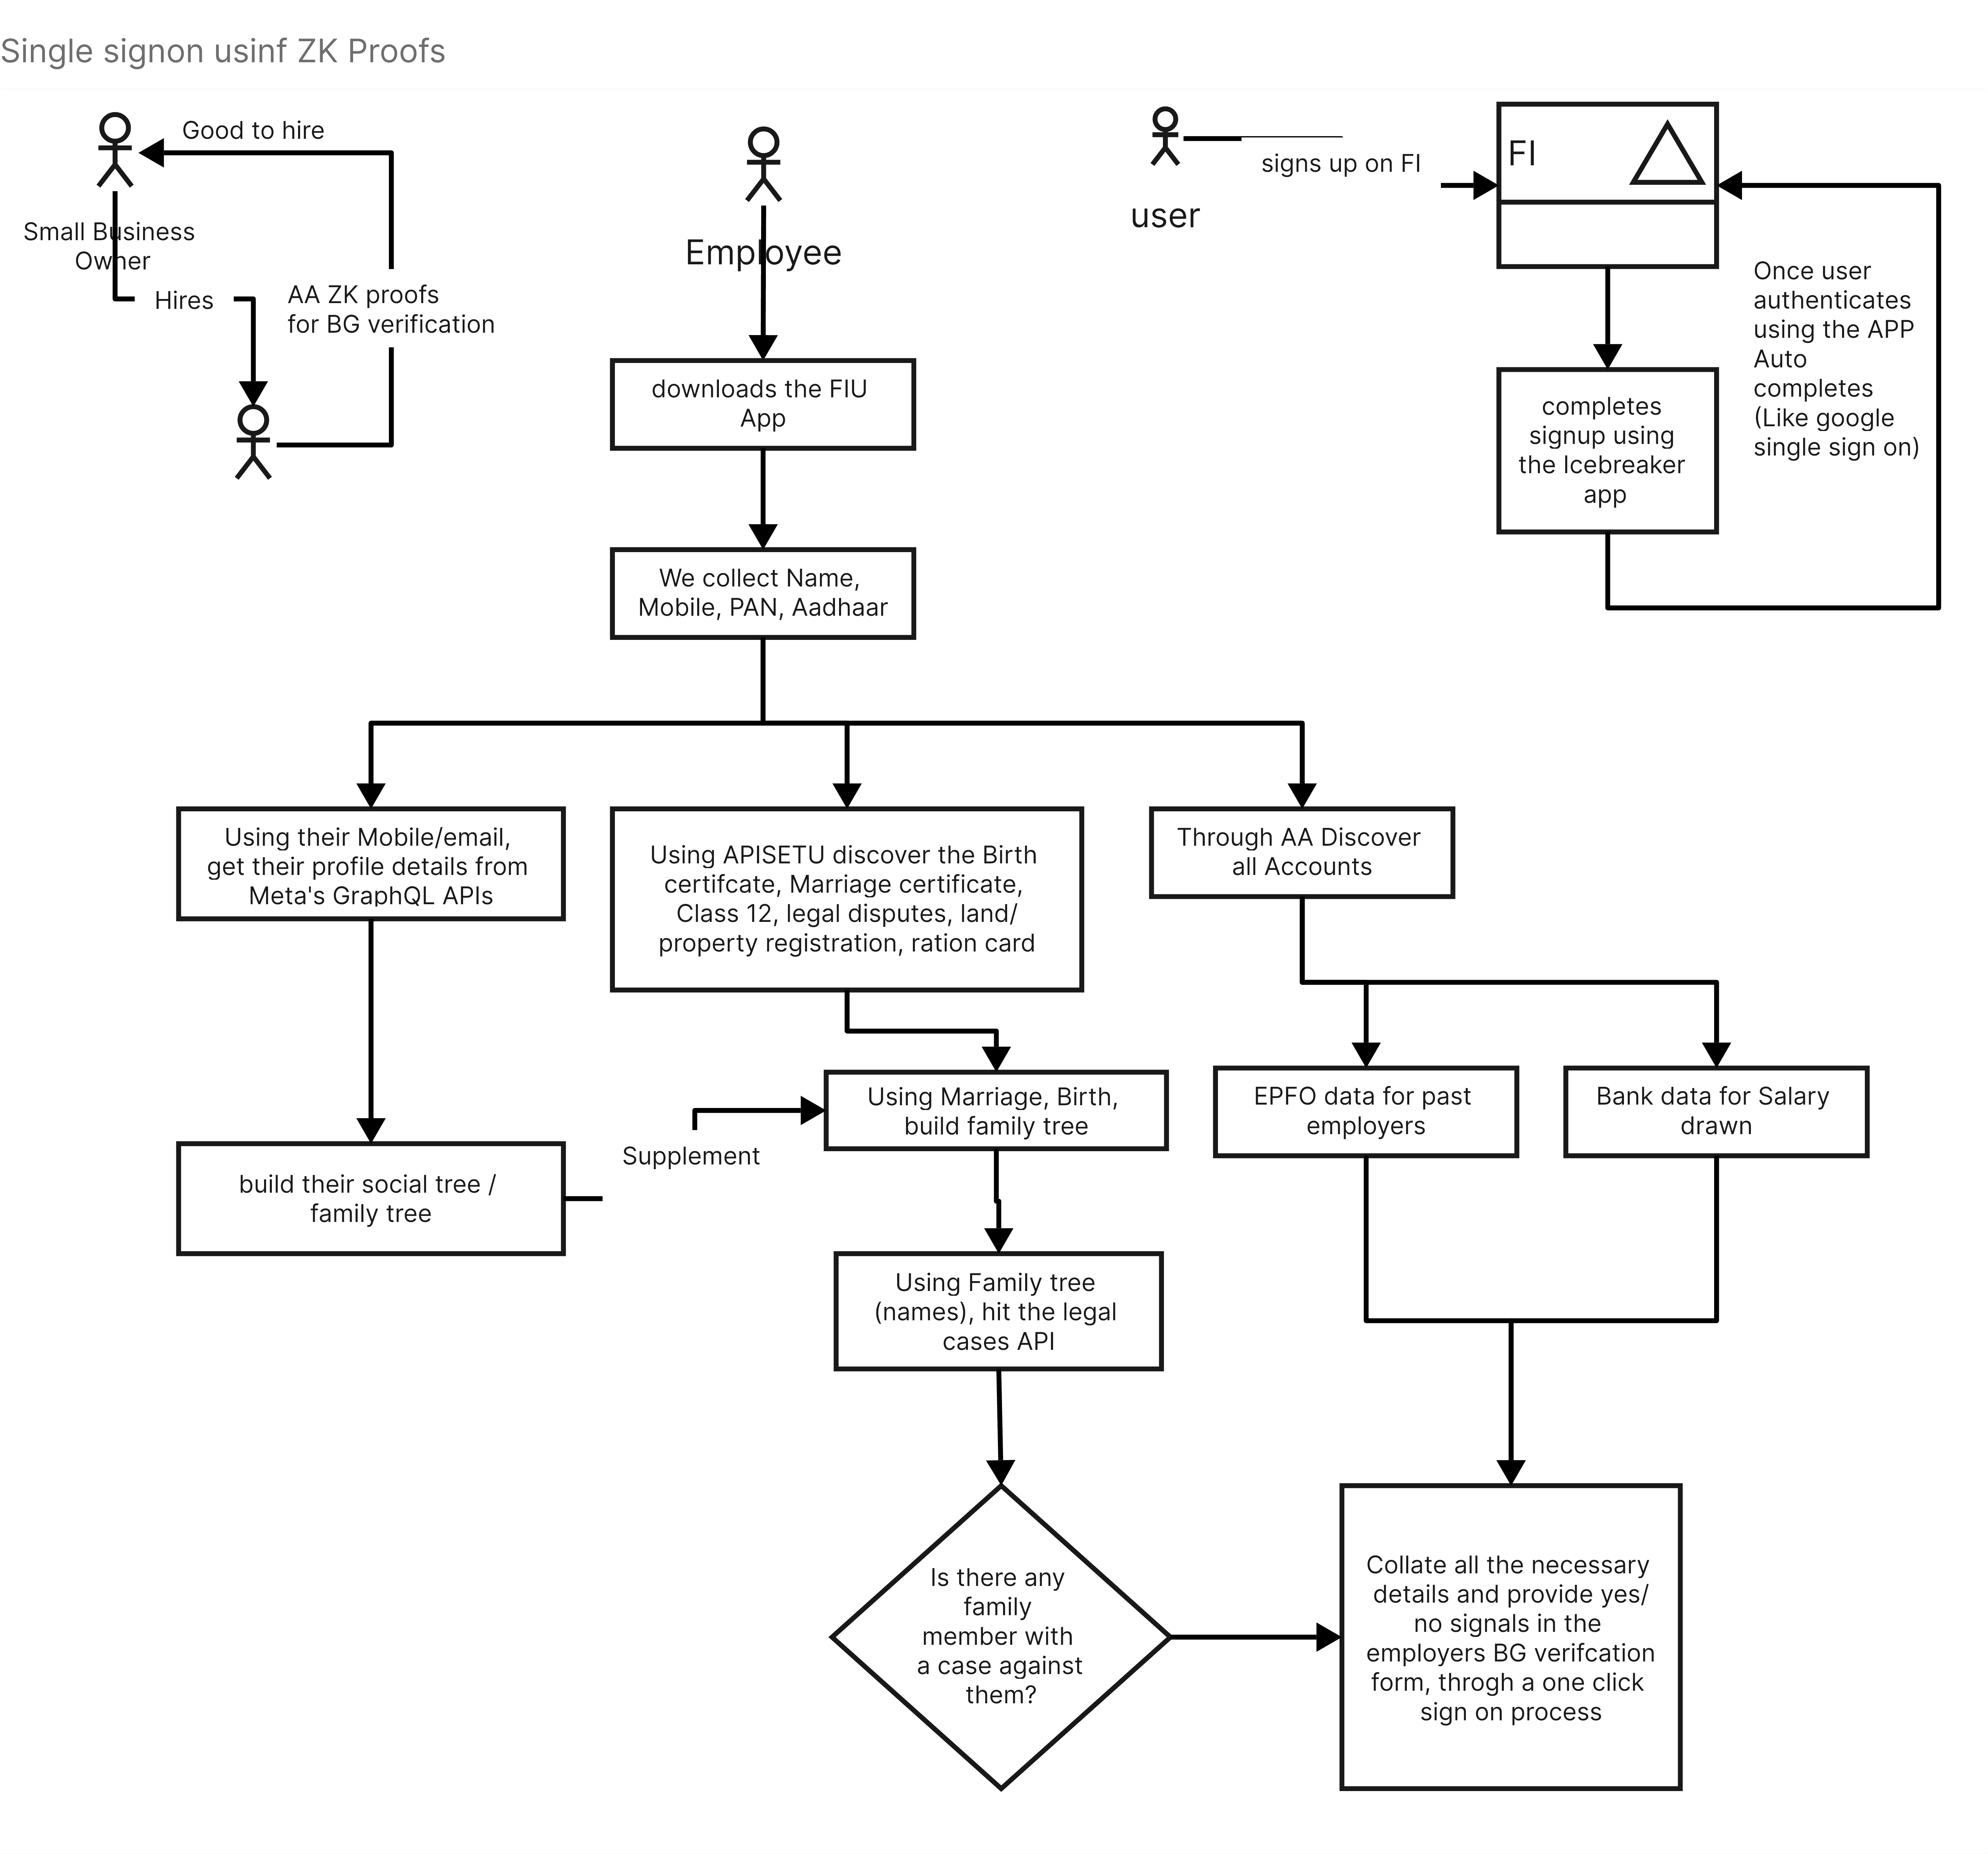 Single signon usinf ZK Proofs
Good to hire
Small Business
Owner
Hires
AA ZK proofs
for BG verification
Employee
downloads the FIU
App
We collect Name,
Mobile, PAN, Aadhaar
user
signs up on FI
FI
completes
signup using
the Icebreaker
app
Once user
authenticates
using the APP
Auto
completes
(Like google
single sign on)
Using their Mobile/email,
get their profile details from
Meta's GraphQL APIs
Using APISETU discover the Birth
certifcate, Marriage certificate,
Class 12, legal disputes, land/
property registration, ration card
Through AA Discover
all Accounts
build their social tree /
family tree
Supplement
Using Marriage, Birth,
build family tree
EPFO data for past
employers
Bank data for Salary
drawn
Using Family tree
(names), hit the legal
cases API
Is there any
family
member with
a case against
them?
Collate all the necessary
details and provide yes/
no signals in the
employers BG verifcation
form, throgh a one click
sign on process